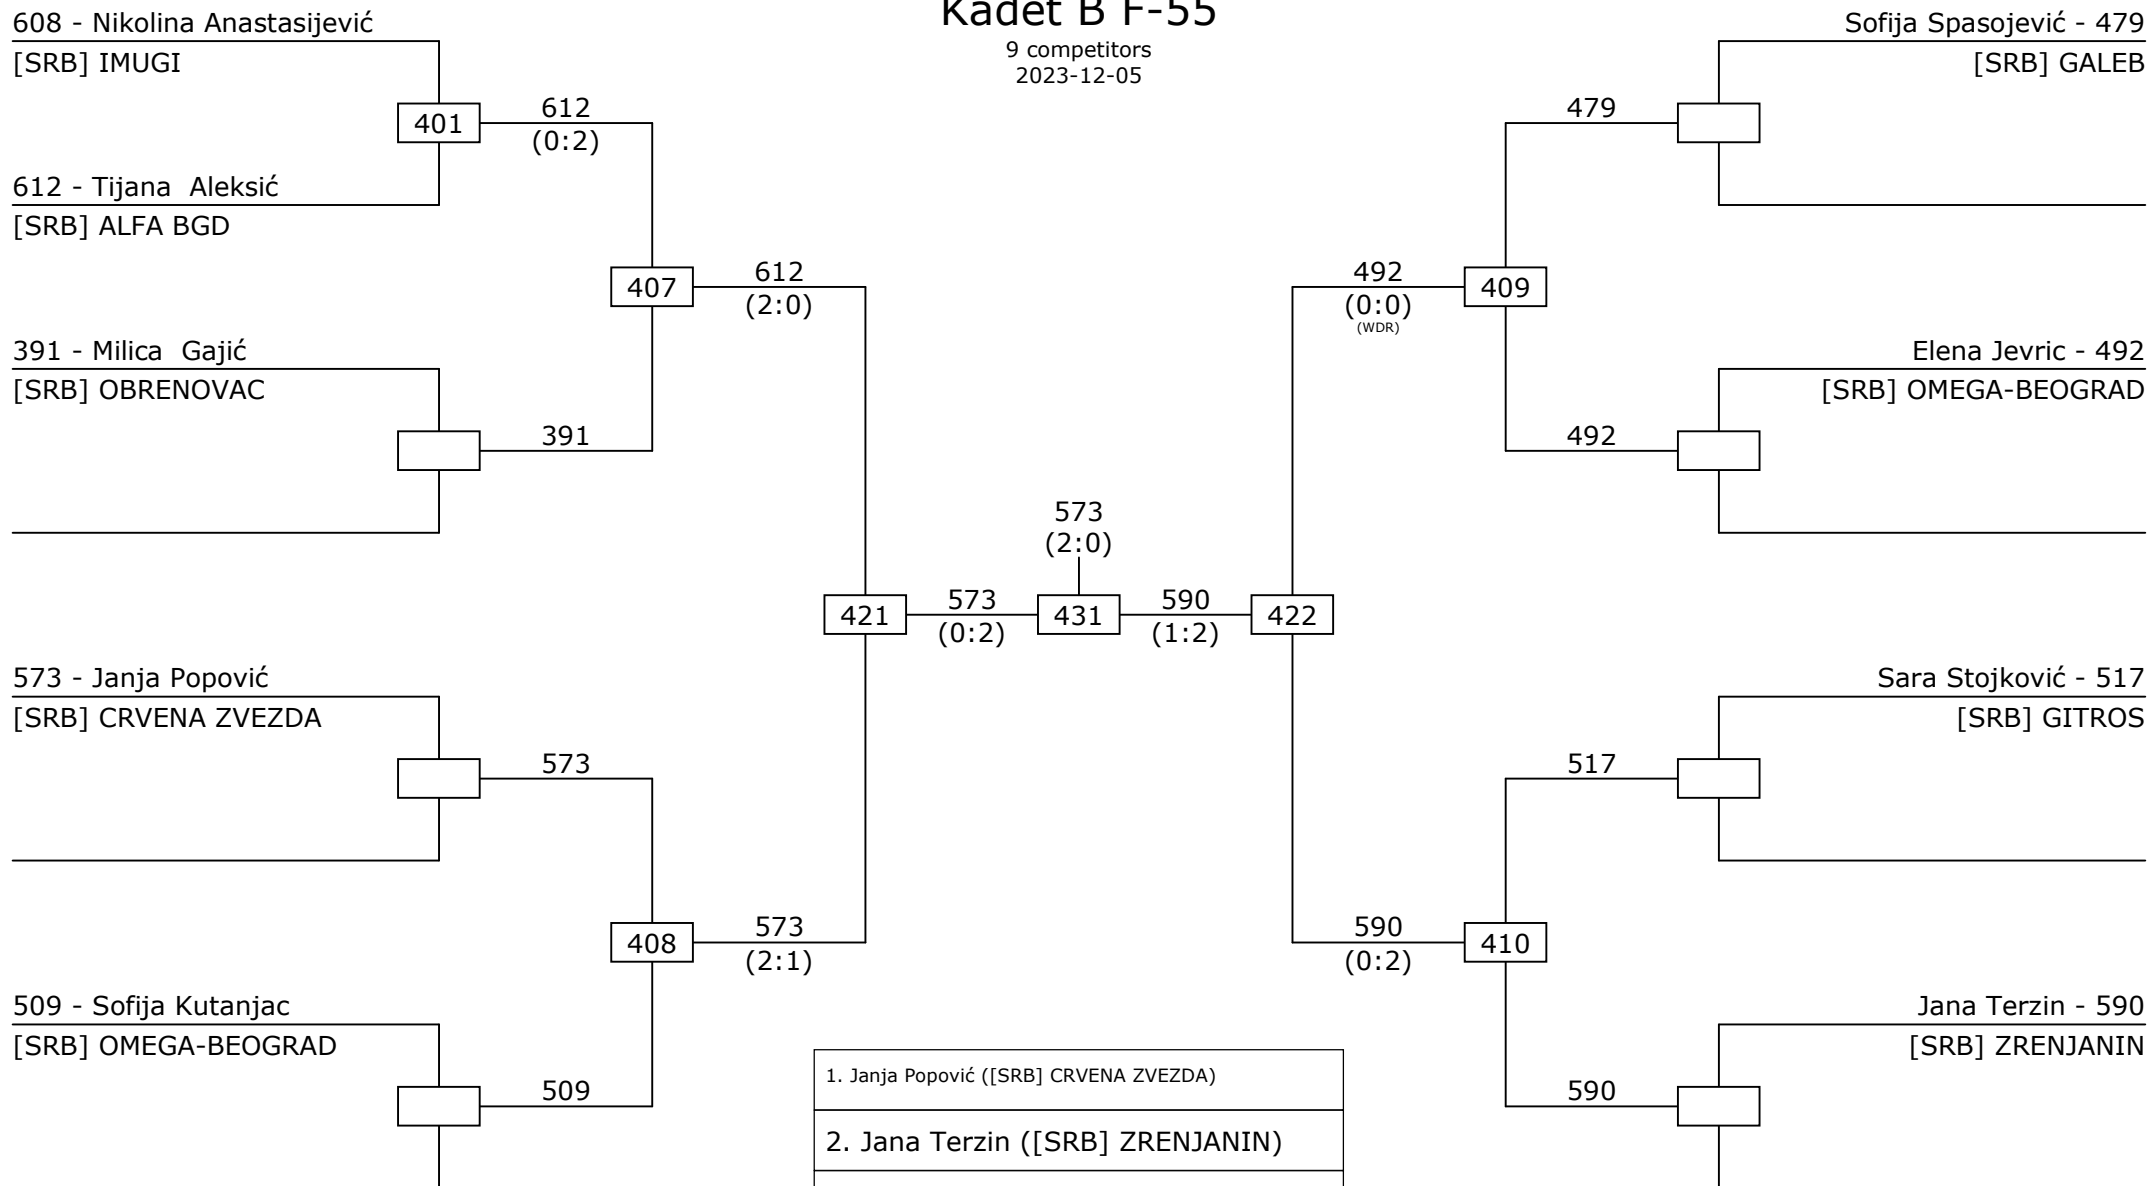 Kadet B F-55
9 competitors
2023-12-05
608 - Nikolina Anastasijević
[SRB] IMUGI
401
612
(0:2)
612 - Tijana  Aleksić
[SRB] ALFA BGD
407
612
(2:0)
391 - Milica  Gajić
[SRB] OBRENOVAC
391
573 - Janja Popović
[SRB] CRVENA ZVEZDA
573
408
573
(2:1)
509 - Sofija Kutanjac
[SRB] OMEGA-BEOGRAD
509
421
573
(0:2)
573
(2:0)
431
590
(1:2)
422
Sofija Spasojević - 479
[SRB] GALEB
479
492
(0:0)
(WDR)
409
Elena Jevric - 492
[SRB] OMEGA-BEOGRAD
492
Sara Stojković - 517
[SRB] GITROS
517
590
(0:2)
410
Jana Terzin - 590
[SRB] ZRENJANIN
590
1. Janja Popović ([SRB] CRVENA ZVEZDA)
2. Jana Terzin ([SRB] ZRENJANIN)